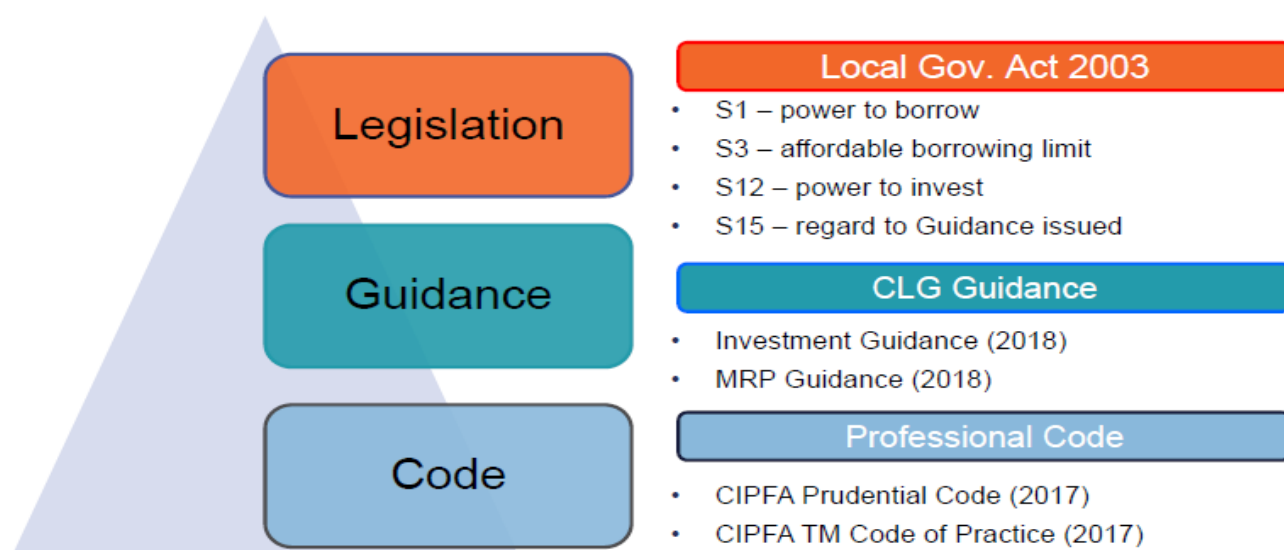 Legislation
Local Gov. Act 2003
• S1 – power to borrow
• S3 – affordable borrowing limit
• S12 – power to invest
• S15 – regard to Guidance issued
Guidance
CLG Guidance
• Investment Guidance (2018)
• MRP Guidance (2018)
Code
Professional Code
• CIPFA Prudential Code (2017)
• CIPFA TM Code of Practice (2017)